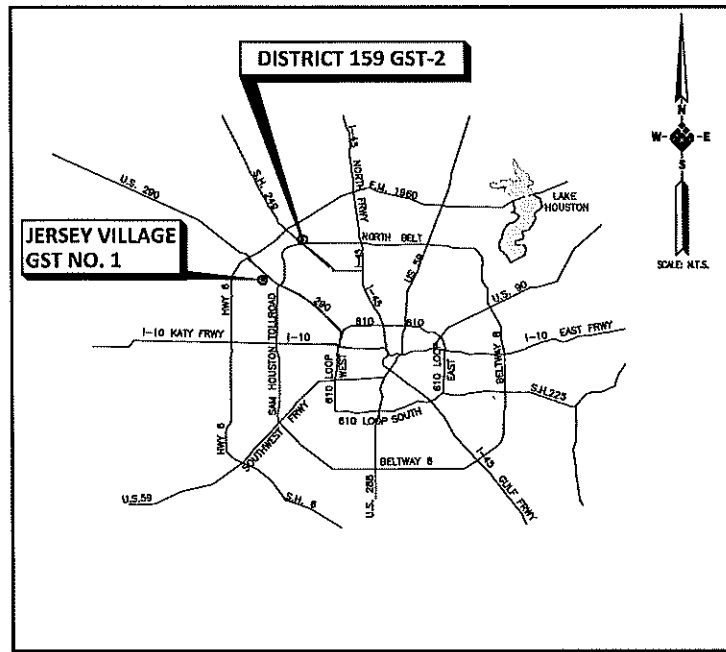 DISTRICT 159 GST-2
N
W
E
S
SCALE: N.T.S.
I-45
NORTH FRWY
S.H. 249
U.S. 290
F.M. 1960
LAKE
HOUSTON
JERSEY VILLAGE
GST NO. 1
NORTH BELT
I-45
US 59
U.S. 90
HWY 6
SAM HOUSTON TOLLROAD
290
I-45
610
610
I-10 KATY FRWY
I-10
I-10 EAST FRWY
610 LOOP
WEST
610 LOOP
EAST
BELTWAY 8
S.H.225
610 LOOP SOUTH
HWY 6
SOUTHWEST FRWY
BELTWAY 8
I-45
GULF FRWY
U.S.59
S.H. 6
U.S. 288